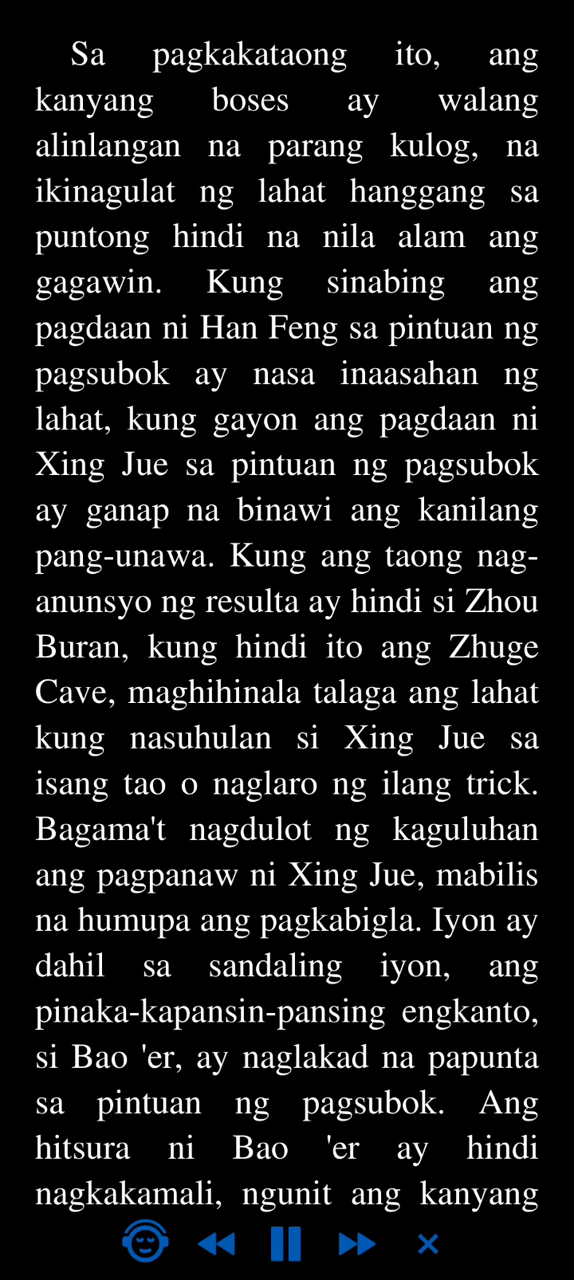 Sa pagkakataong ito, ang
kanyang boses ay walang
alinlangan na parang kulog, na
ikinagulat ng lahat hanggang sa
puntong hindi na nila alam ang
gagawin. Kung sinabing ang
pagdaan ni Han Feng sa pintuan ng
pagsubok ay nasa inaasahan ng
lahat, kung gayon ang pagdaan ni
Xing Jue sa pintuan ng pagsubok
ay ganap na binawi ang kanilang
pang-unawa. Kung ang taong nag-
anunsyo ng resulta ay hindi si Zhou
Buran, kung hindi ito ang Zhuge
Cave, maghihinala talaga ang lahat
kung nasuhulan si Xing Jue sa
isang tao o naglaro ng ilang trick.
Bagama't nagdulot ng kaguluhan
ang pagpanaw ni Xing Jue, mabilis
na humupa ang pagkabigla. Iyon ay
dahil sa sandaling iyon, ang
pinaka-kapansin-pansing engkanto,
si Bao 'er, ay naglakad na papunta
sa pintuan ng pagsubok. Ang
hitsura ni Bao 'er ay hindi
nagkakamali, ngunit ang kanyang